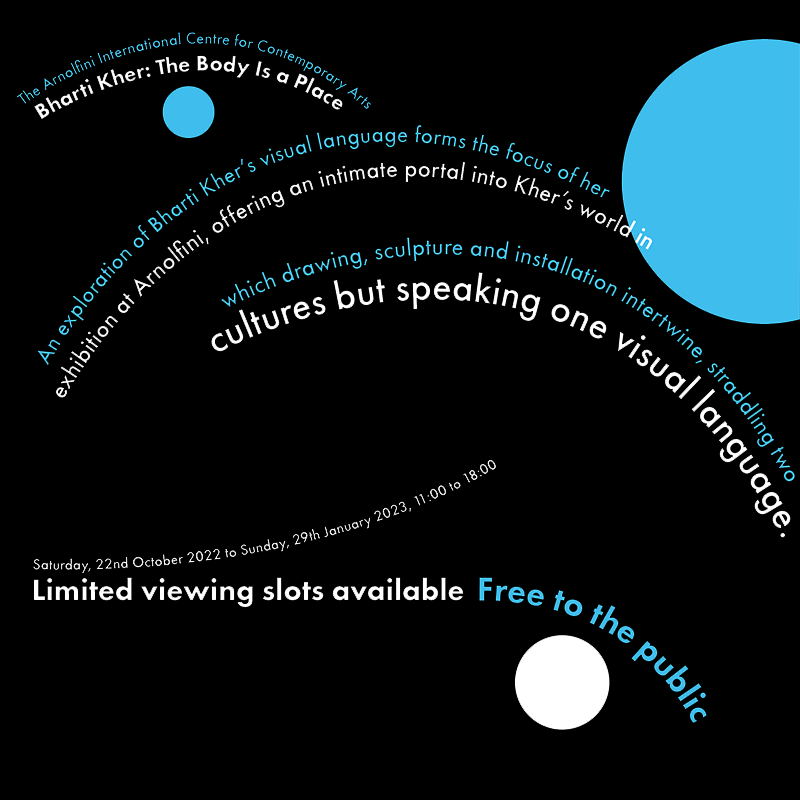 The Arnolfini International Centre for Contemporary Arts
Bharti Kher: The Body Is a Place
An exploration of Bharti Kher's visual language forms the focus of her
exhibition at Arnolfini, offering an intimate portal into Kher's world in
which drawing, sculpture and installation intertwine, straddling two
cultures but speaking one visual language.
Saturday, 22nd October 2022 to Sunday, 29th January 2023, 11:00 to 18:00
Limited viewing slots available Free to the public